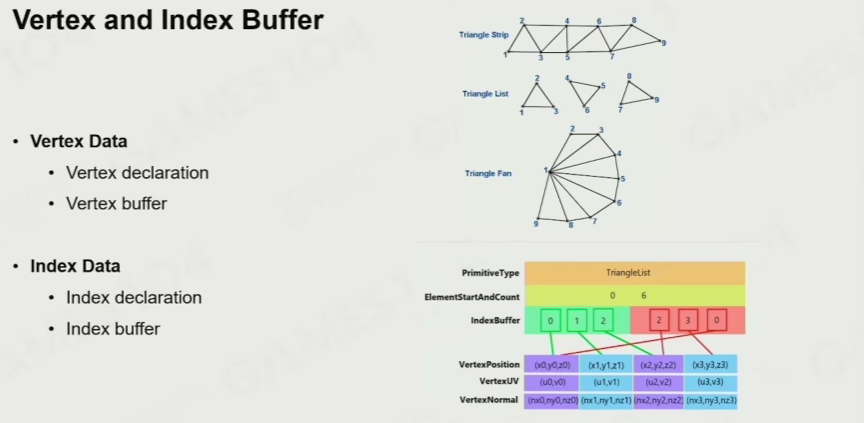 Vertex and Index Buffer
• Vertex Data
• Vertex declaration
• Vertex buffer
• Index Data
• Index declaration
• Index buffer
Triangle Strip
2 4 6 8
1 3 5 7 9
Triangle List
2 4 5 8
1 3 6 7 9
Triangle Fan
2 3
1 4
5
6
9 8 7
PrimitiveType TriangleList
ElementStartAndCount 0 6
IndexBuffer 0 1 2 2 3 0
VertexPosition (x0,y0,z0) (x1,y1,z1) (x2,y2,z2) (x3,y3,z3)
VertexUV (u0,v0) (u1,v1) (u2,v2) (u3,v3)
VertexNormal (nx0,ny0,nz0) (nx1,ny1,nz1) (nx2,ny2,nz2) (nx3,ny3,nz3)
GAMES104